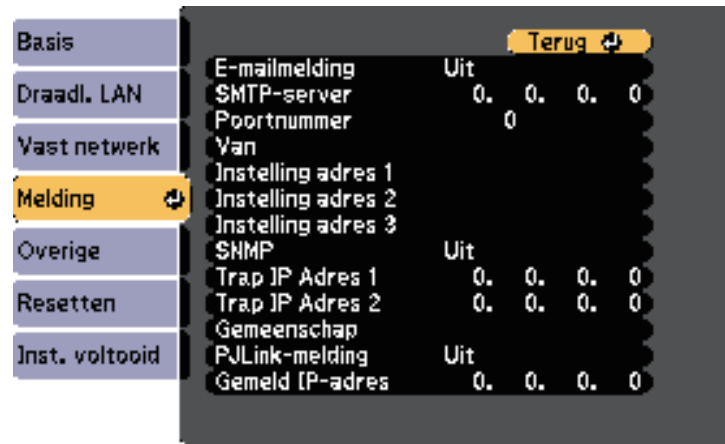 Basis
Draadl. LAN
Vast netwerk
Melding
Overige
Resetten
Inst. voltooid
Terug
E-mailmelding Uit
SMTP-server 0. 0. 0. 0
Poortnummer 0
Van
Instelling adres 1
Instelling adres 2
Instelling adres 3
SNMP Uit
Trap IP Adres 1 0. 0. 0. 0
Trap IP Adres 2 0. 0. 0. 0
Gemeenschap
PJLink-melding Uit
Gemeld IP-adres 0. 0. 0. 0